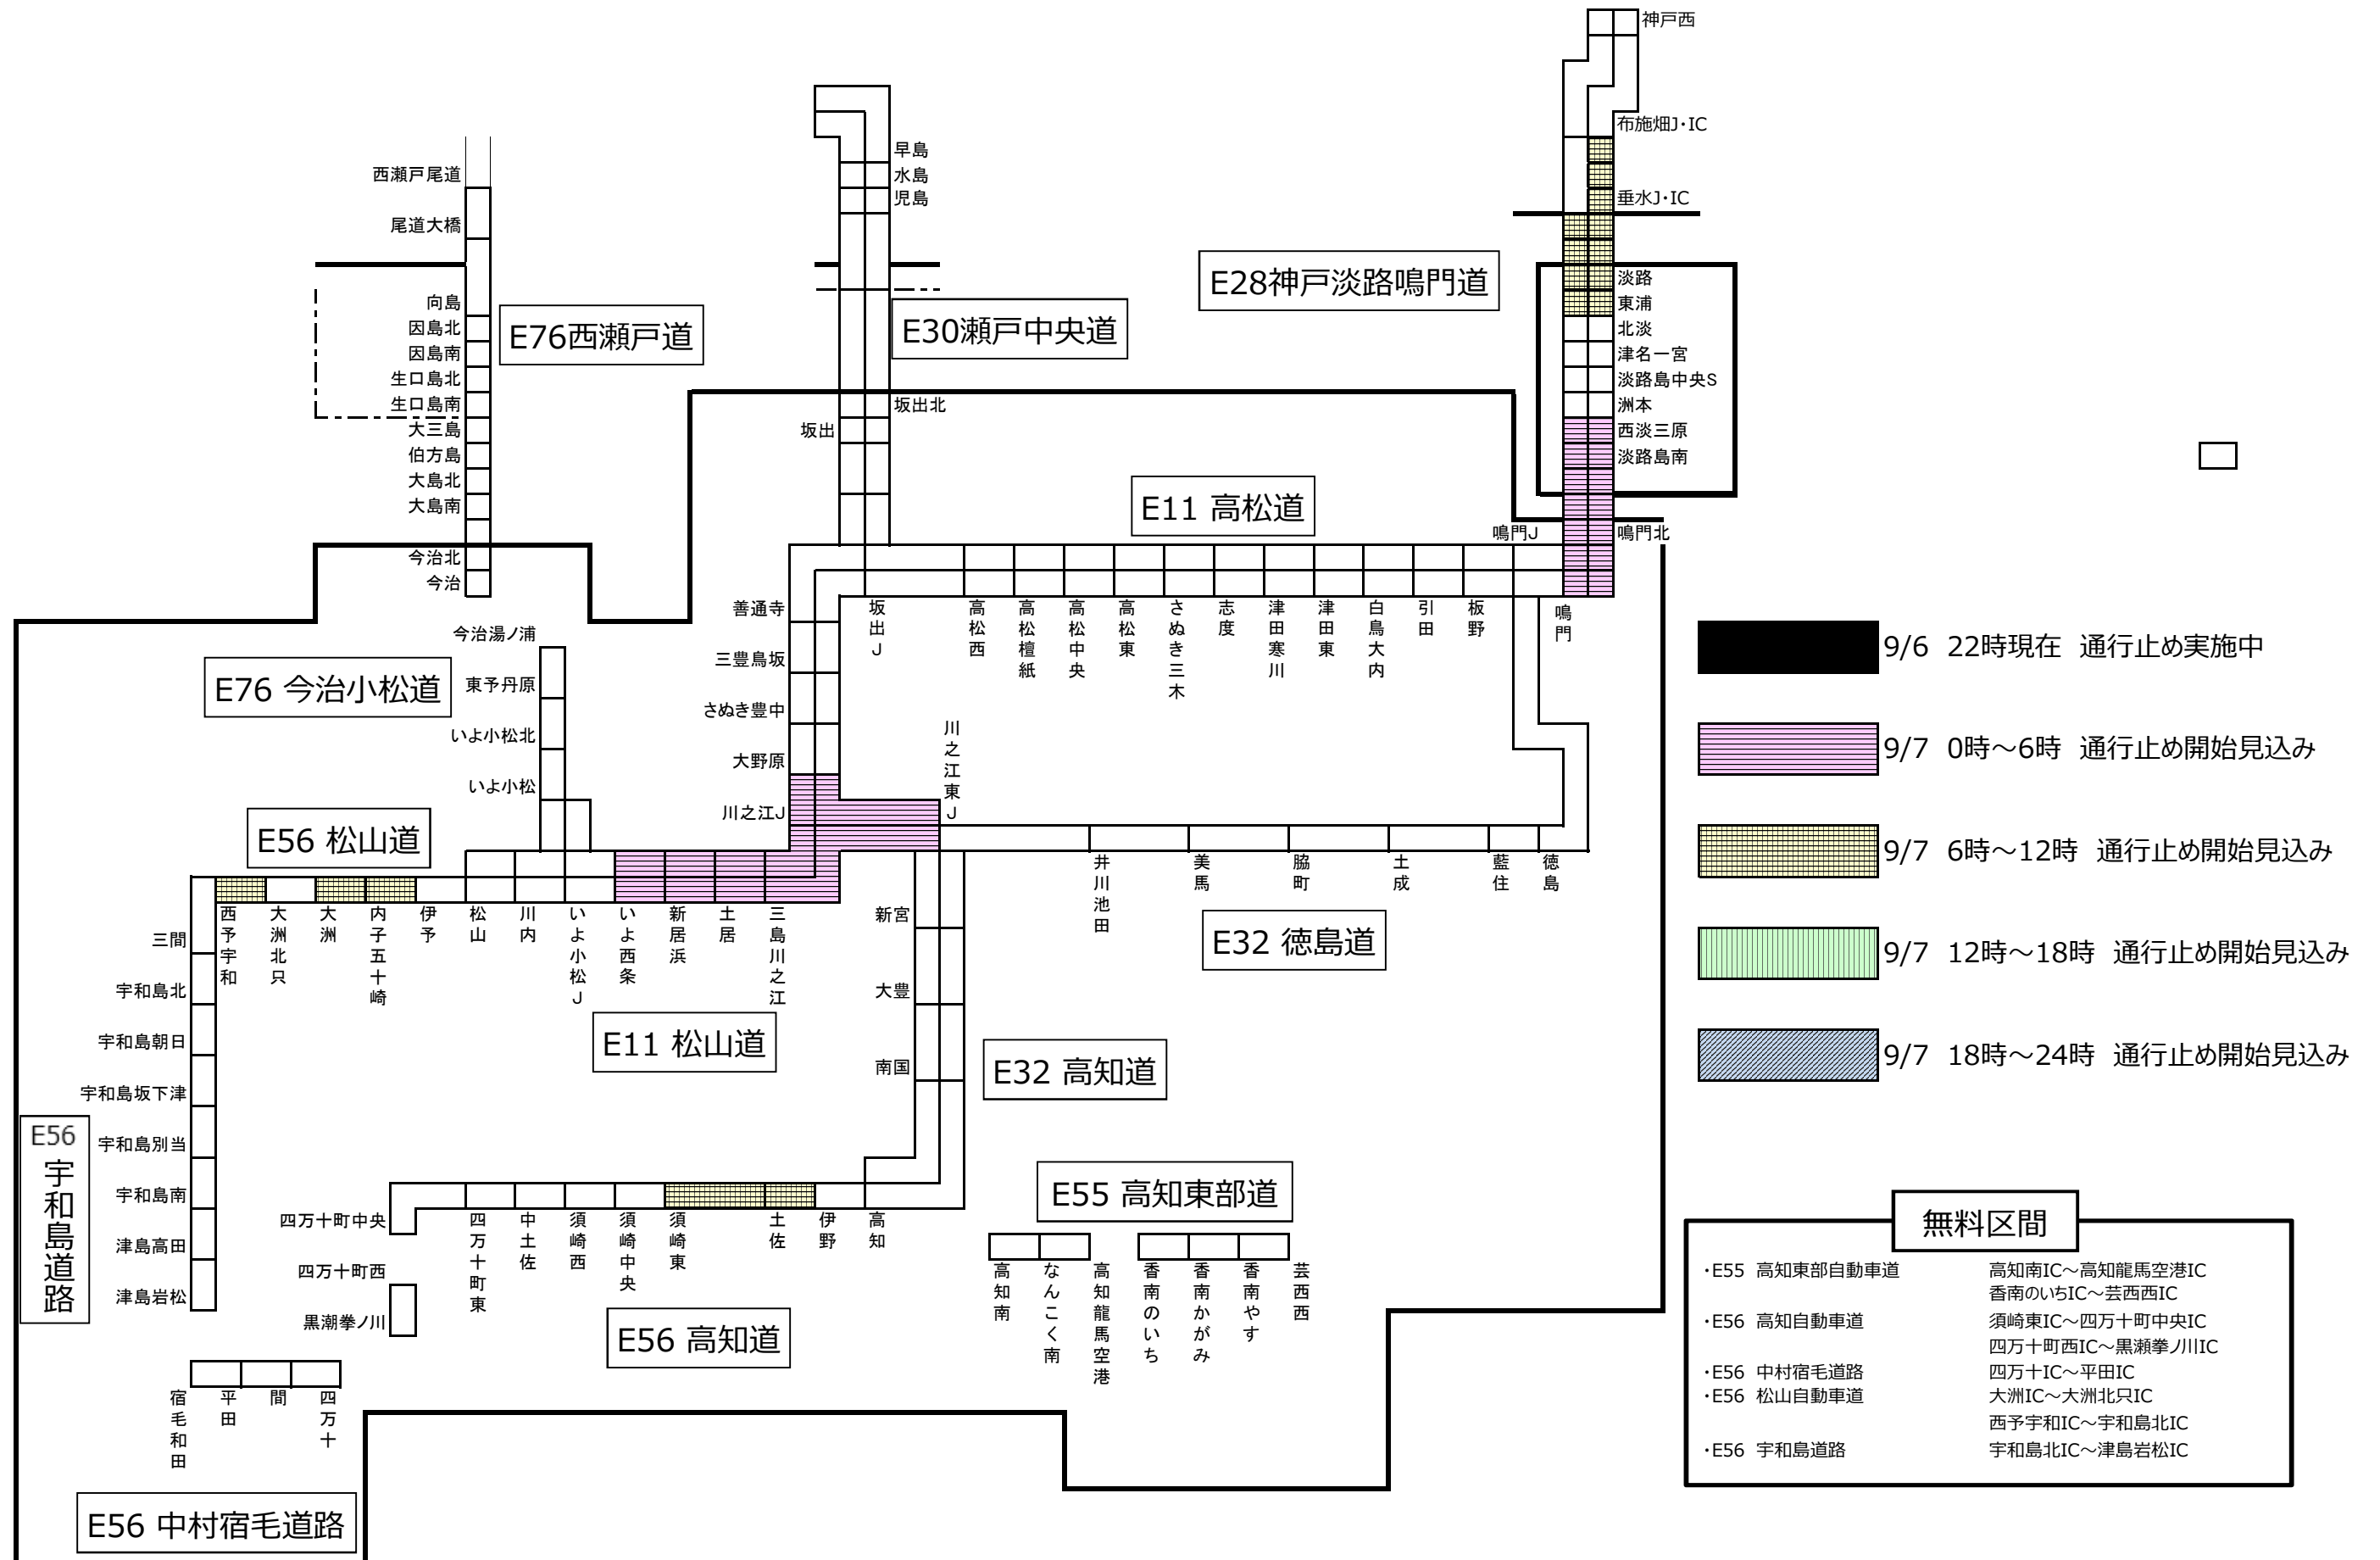 神戸西
布施畑J・IC
垂水J・IC
西瀬戸尾道
尾道大橋
早島
水島
児島
E28神戸淡路鳴門道
淡路
東浦
北淡
津名一宮
淡路島中央S
洲本
西淡三原
淡路島南
鳴門北
向島
因島北
因島南
生口島北
生口島南
大三島
伯方島
大島北
大島南
今治北
今治
E76西瀬戸道
E30瀬戸中央道
坂出北
坂出
E11 高松道
鳴門J
善通寺
三豊鳥坂
さぬき豊中
大野原
川之江J
坂出J
高松西
高松檀紙
高松中央
高松東
さぬき三木
志度
津田寒川
津田東
白鳥大内
引田
板野
鳴門
川之江東J
今治湯ノ浦
東予丹原
いよ小松北
いよ小松
E76 今治小松道
E56 松山道
西予宇和
大洲北只
大洲
内子五十崎
伊予
松山
川内
いよ小松J
いよ西条
新居浜
土居
三島川之江
E11 松山道
井川池田
美馬
脇町
土成
藍住
徳島
E32 徳島道
新宮
大豊
南国
E32 高知道
三間
宇和島北
宇和島朝日
宇和島坂下津
宇和島別当
宇和島南
津島高田
津島岩松
E56
宇和島道路
四万十町中央
四万十町西
黒潮拳ノ川
四万十町東
中土佐
須崎西
須崎中央
須崎東
土佐
伊野
高知
E56 高知道
E55 高知東部道
高知南
なんこく南
高知龍馬空港
香南のいち
香南かがみ
香南やす
芸西西
宿毛和田
平田
間
四万十
E56 中村宿毛道路
9/6 22時現在 通行止め実施中
9/7 0時～6時 通行止め開始見込み
9/7 6時～12時 通行止め開始見込み
9/7 12時～18時 通行止め開始見込み
9/7 18時～24時 通行止め開始見込み
無料区間
・E55 高知東部自動車道 高知南IC～高知龍馬空港IC
香南のいちIC～芸西西IC
・E56 高知自動車道 須崎東IC～四万十町中央IC
四万十町西IC～黒瀬拳ノ川IC
・E56 中村宿毛道路 四万十IC～平田IC
・E56 松山自動車道 大洲IC～大洲北只IC
西予宇和IC～宇和島北IC
・E56 宇和島道路 宇和島北IC～津島岩松IC